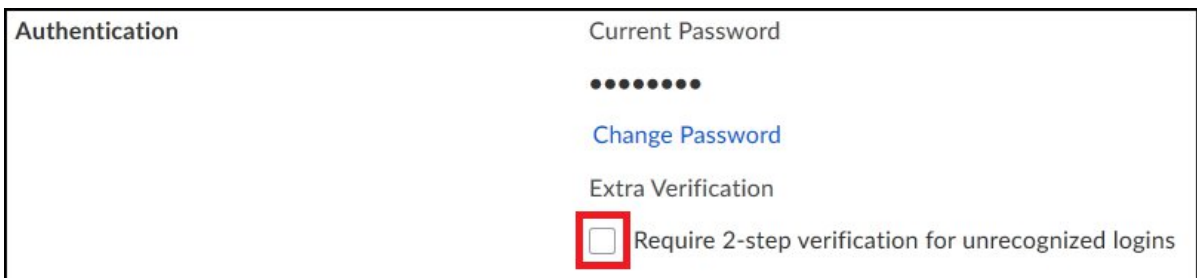 Authentication
Current Password
••••••••
Change Password
Extra Verification
Require 2-step verification for unrecognized logins